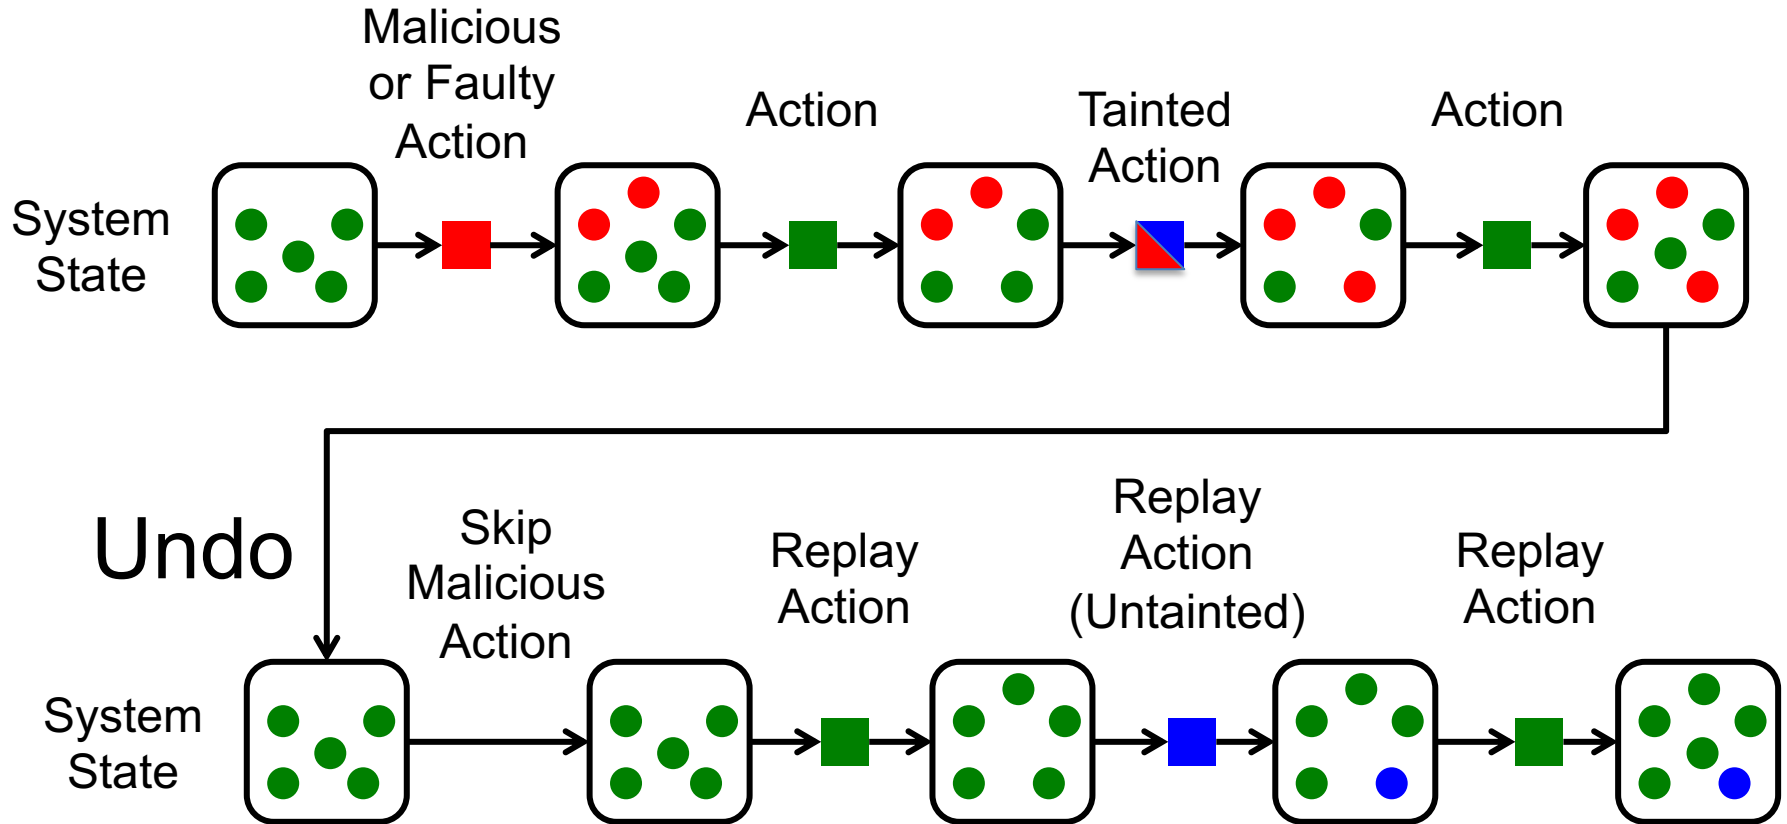 Malicious
or Faulty
Action
Action
Tainted
Action
Action
System
State
Undo
Skip
Malicious
Action
Replay
Action
Replay
Action
(Untainted)
Replay
Action
System
State